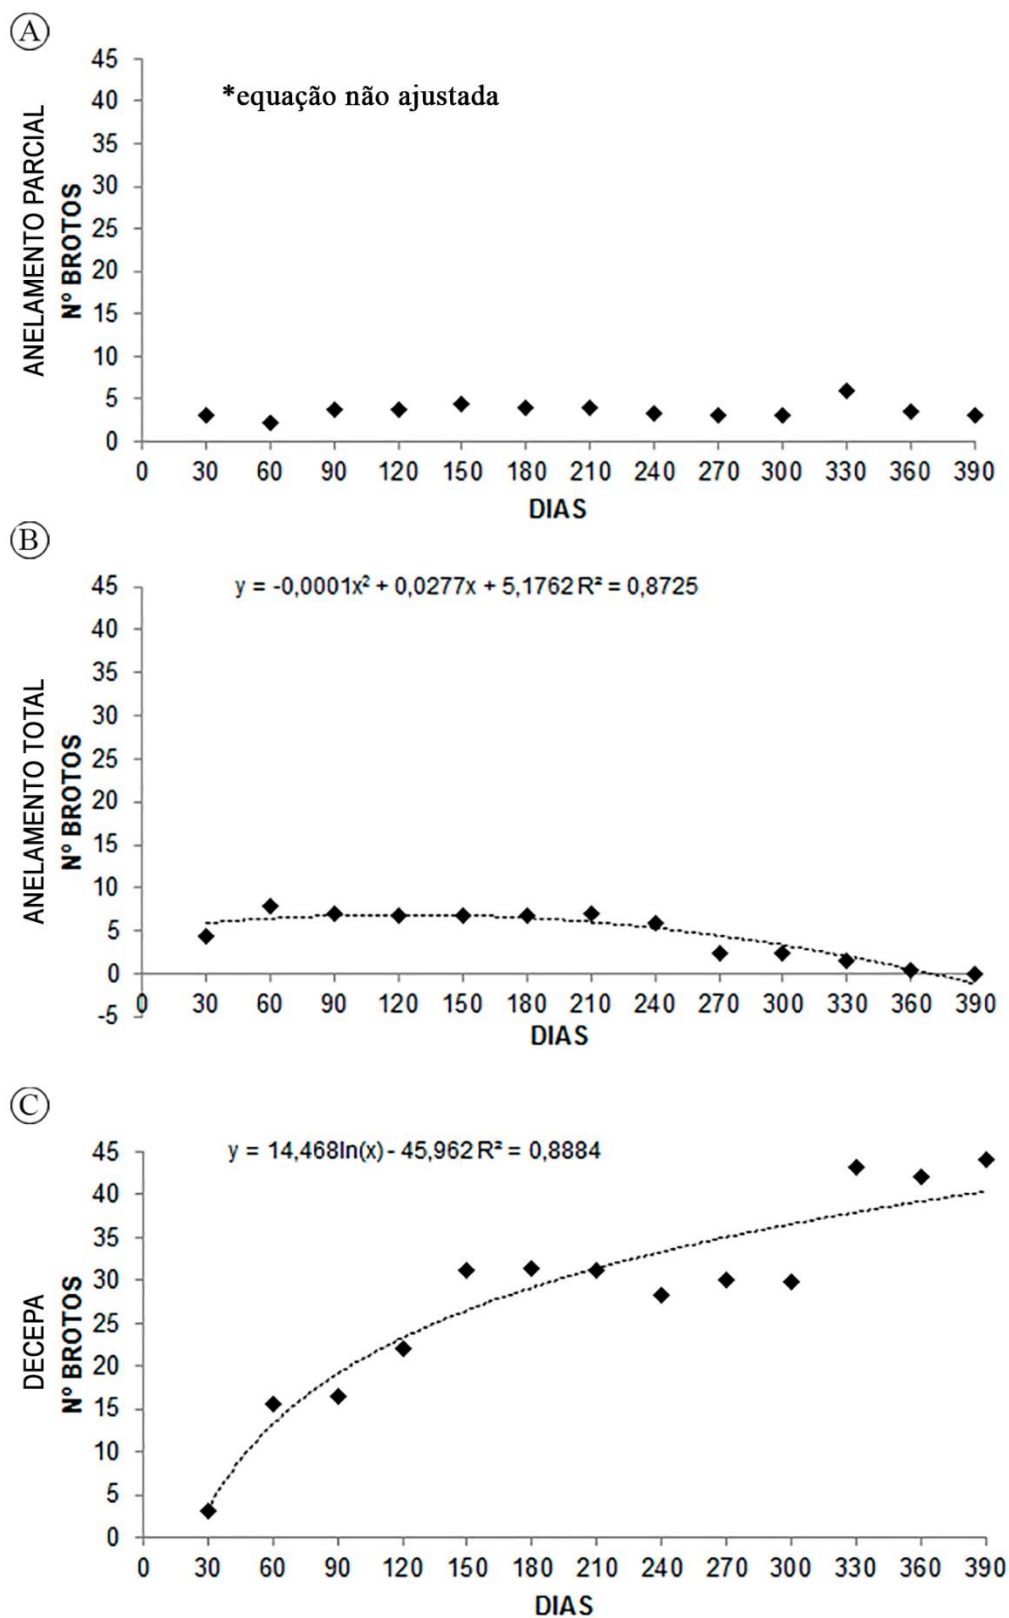 A
ANELAMENTO PARCIAL
Nº BROTOS
45
40
35
30
25
20
15
10
5
0
*equação não ajustada
0 30 60 90 120 150 180 210 240 270 300 330 360 390
DIAS
B
ANELAMENTO TOTAL
Nº BROTOS
45
40
35
30
25
20
15
10
5
0
-5
y = -0,0001x² + 0,0277x + 5,1762 R² = 0,8725
0 30 60 90 120 150 180 210 240 270 300 330 360 390
DIAS
C
DECEPA
Nº BROTOS
45
40
35
30
25
20
15
10
5
0
y = 14,468ln(x) - 45,962 R² = 0,8884
0 30 60 90 120 150 180 210 240 270 300 330 360 390
DIAS